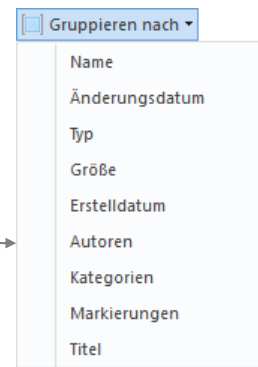 Gruppieren nach
Name
Änderungsdatum
Typ
Größe
Erstelldatum
Autoren
Kategorien
Markierungen
Titel